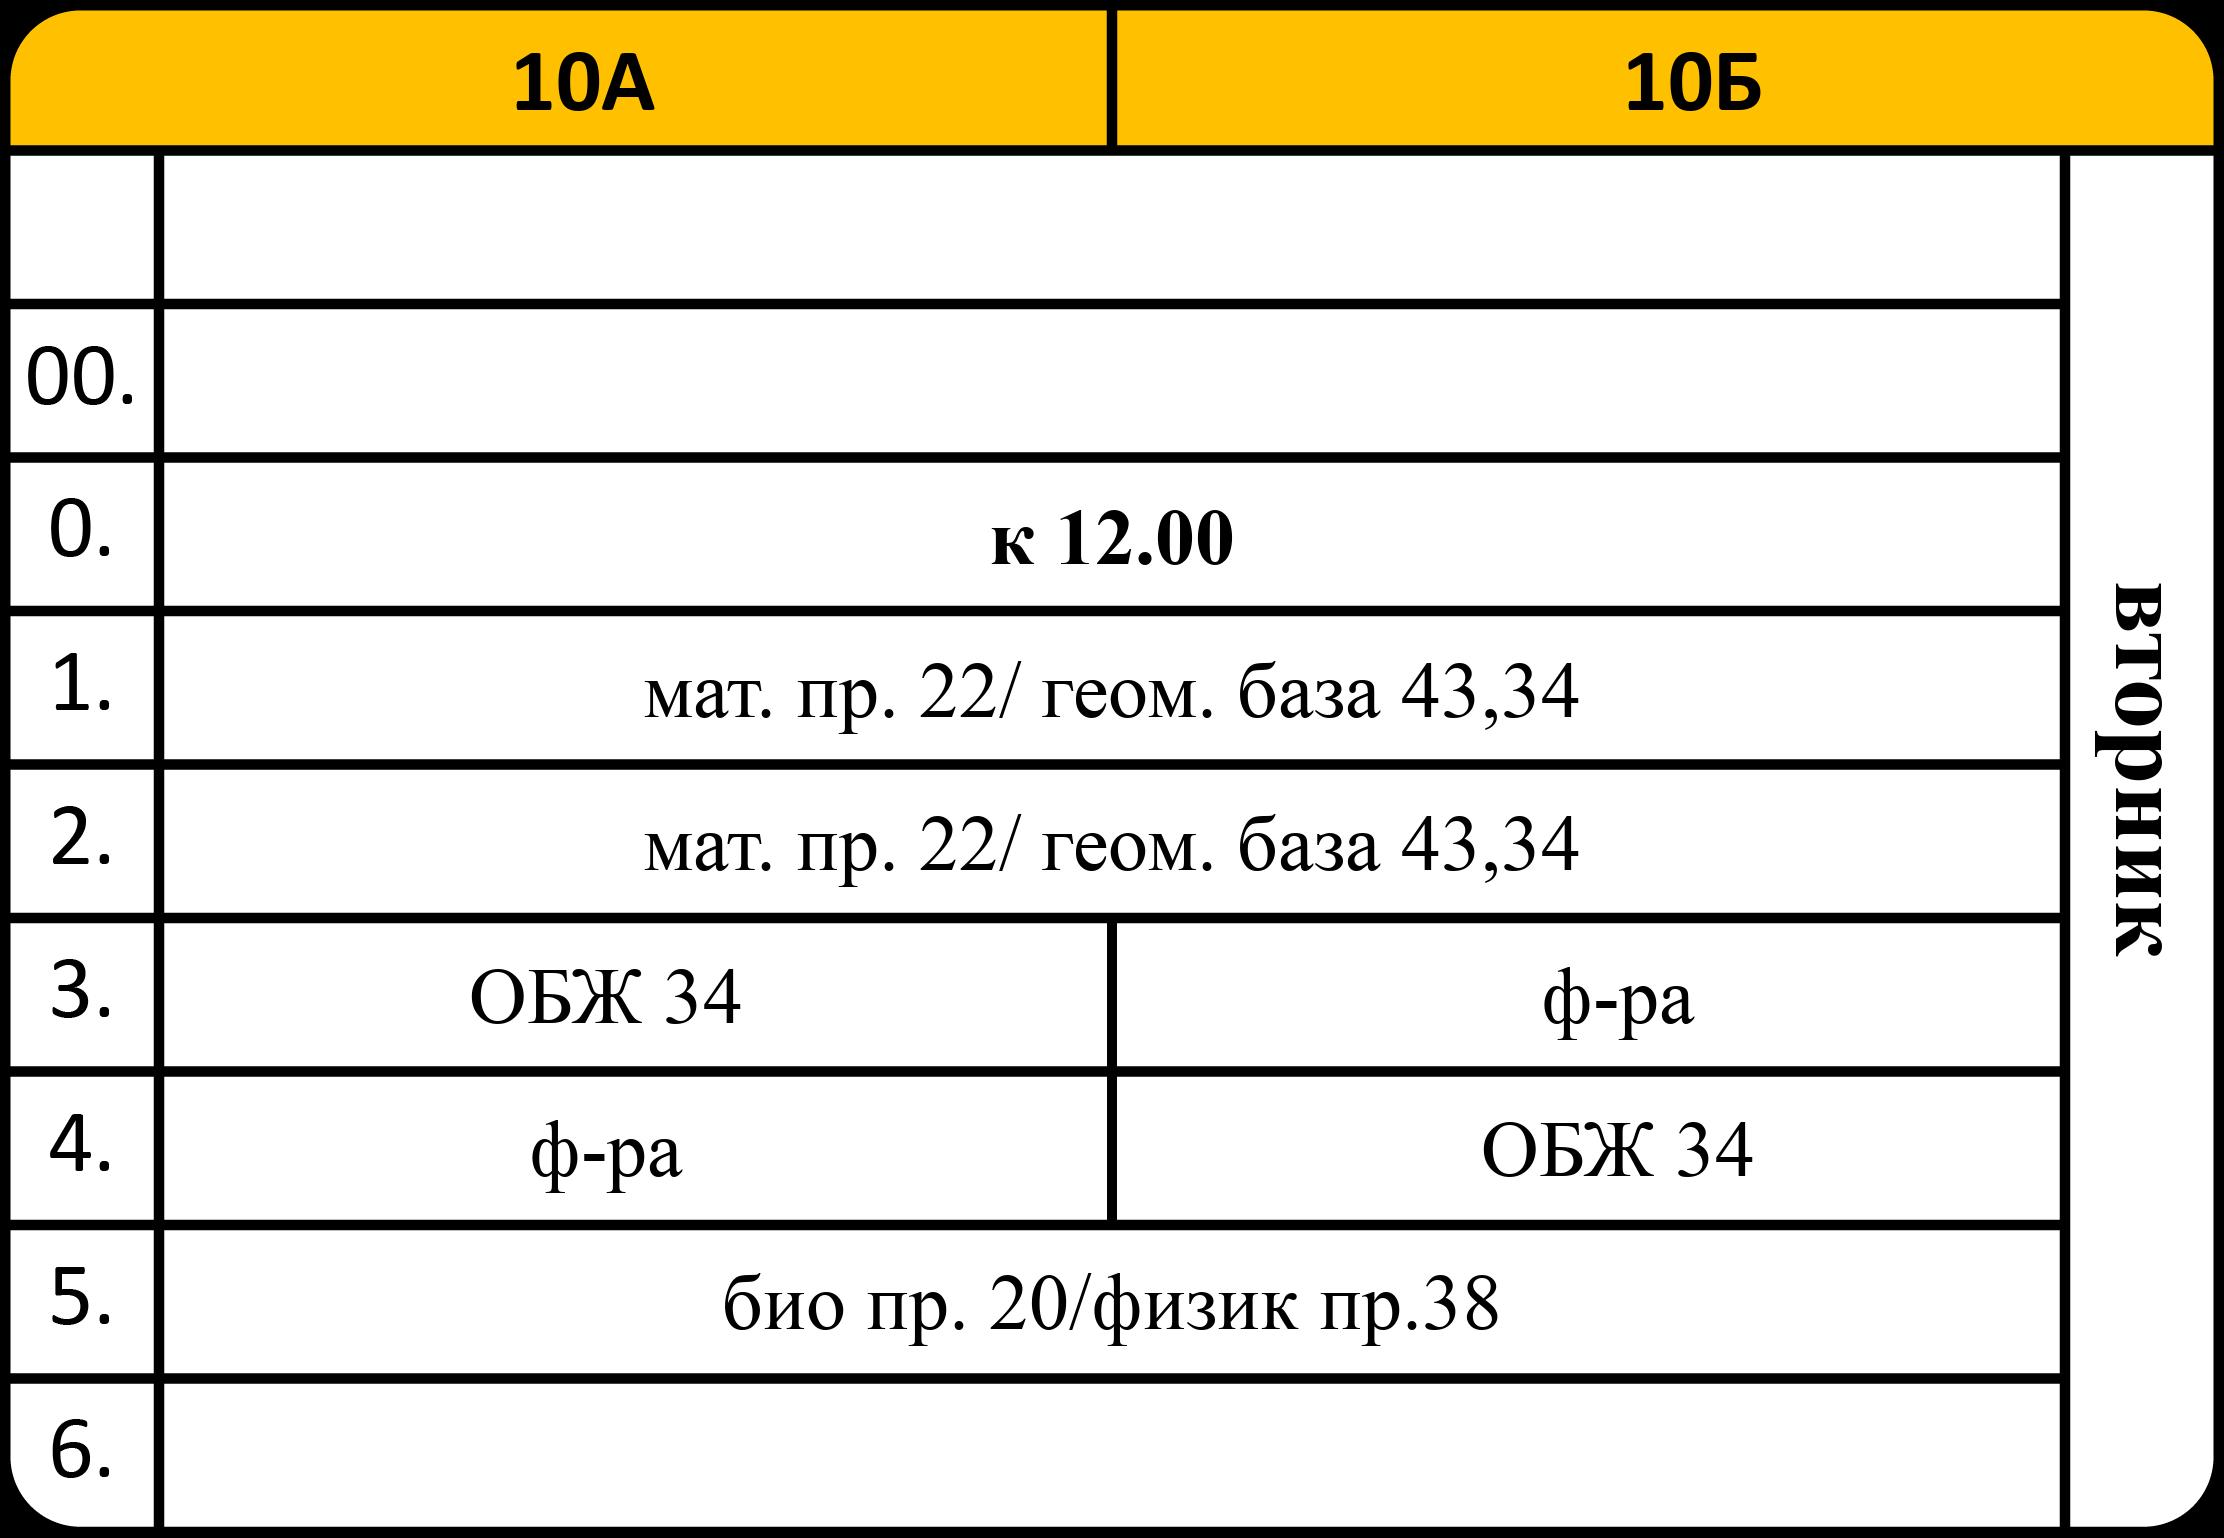 10А 10Б
00.
0. к 12.00
1. мат. пр. 22/ геом. база 43,34
2. мат. пр. 22/ геом. база 43,34
3. ОБЖ 34 ф-ра
4. ф-ра ОБЖ 34
5. био пр. 20/физик пр.38
6.
вторник